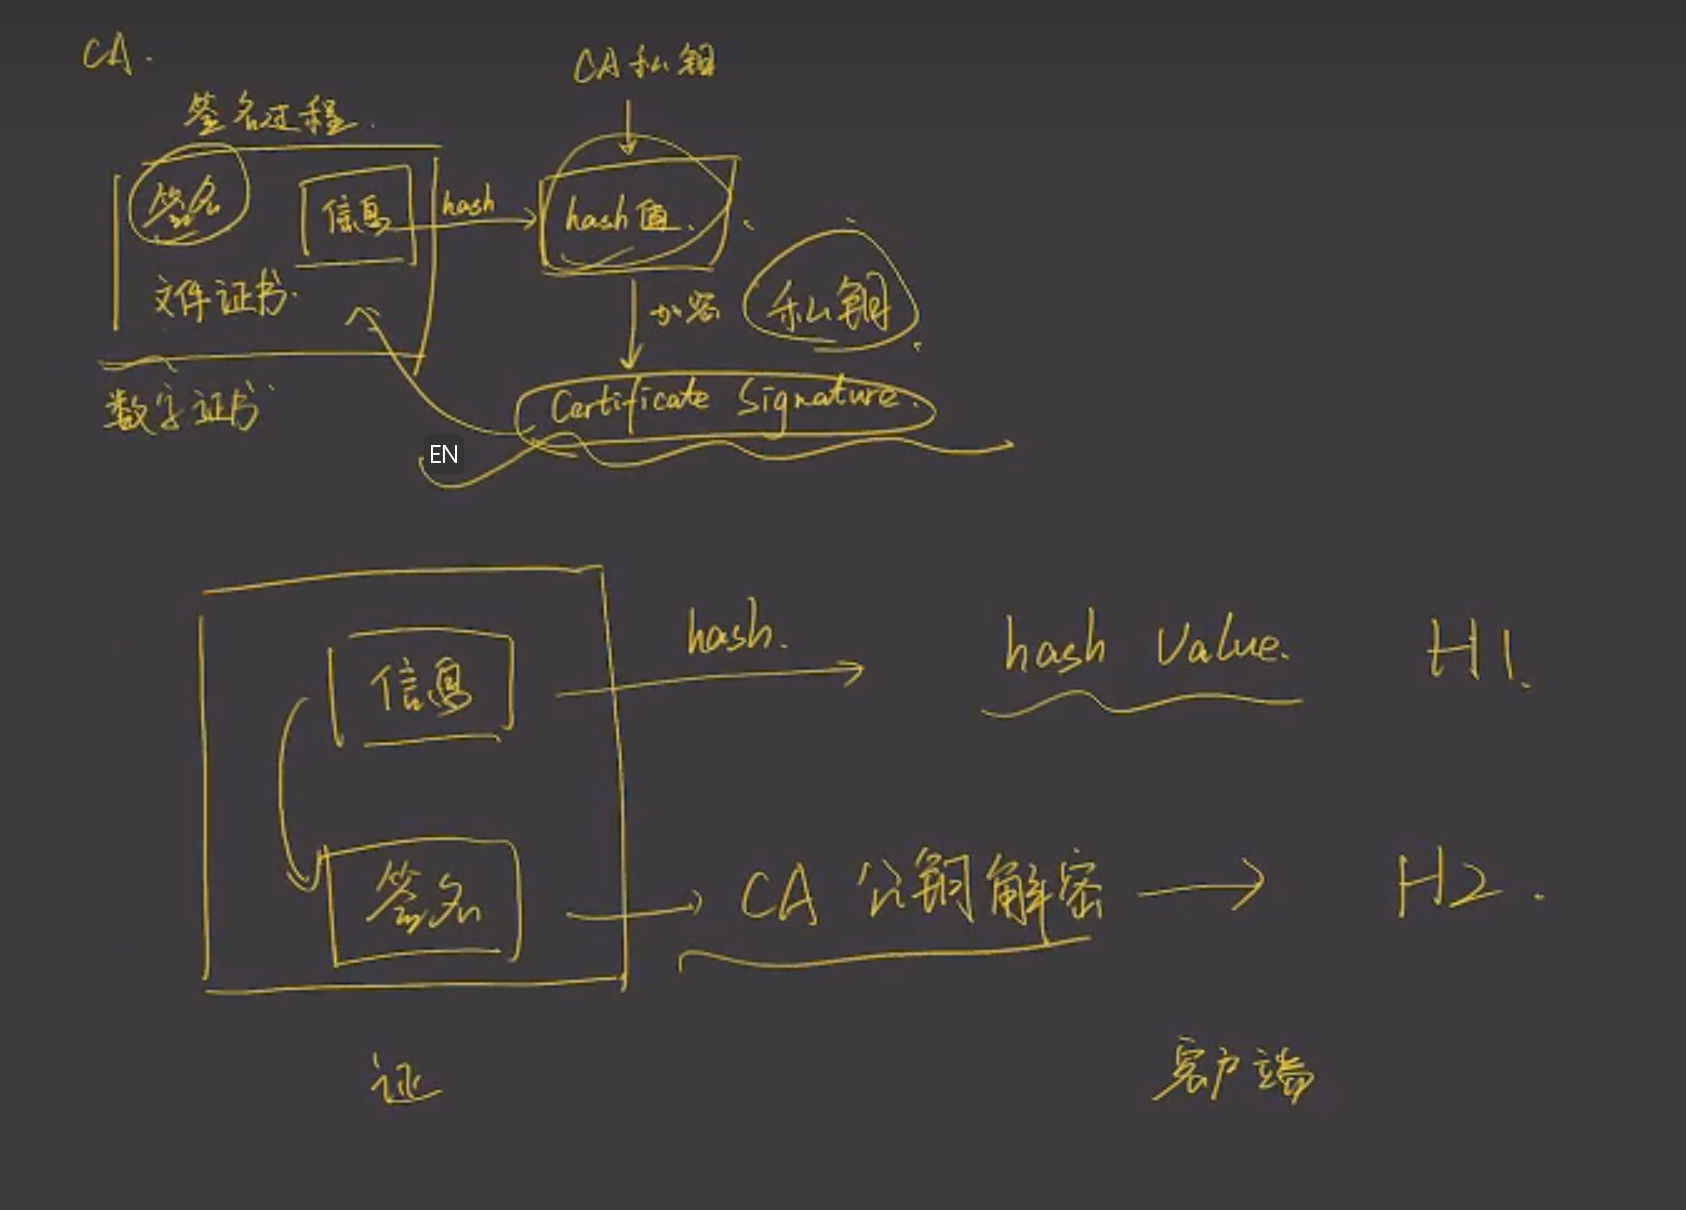 CA.
CA 私钥
签名过程.
签名
信息
hash
hash 值.
文件证书.
加密
私钥
数字证书
Certificate Signature.
EN
信息
hash.
hash Value.
H1.
签名
CA 公钥解密
H2.
证
客户端